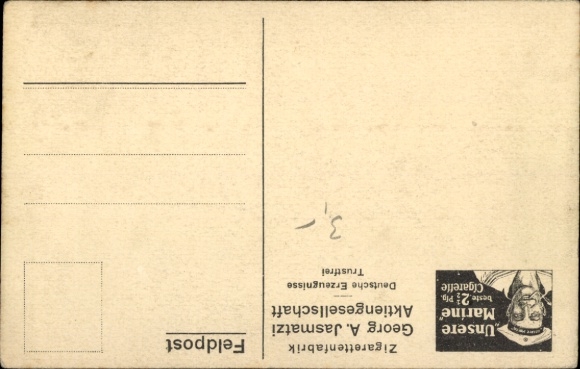 "Unsere
Marine"
beste 2½ Pfg.
Cigarette
Zigarettenfabrik
Georg A. Jasmatzi
Aktiengesellschaft
Deutsche Erzeugnisse
Trustfrei
Feldpost
3,-